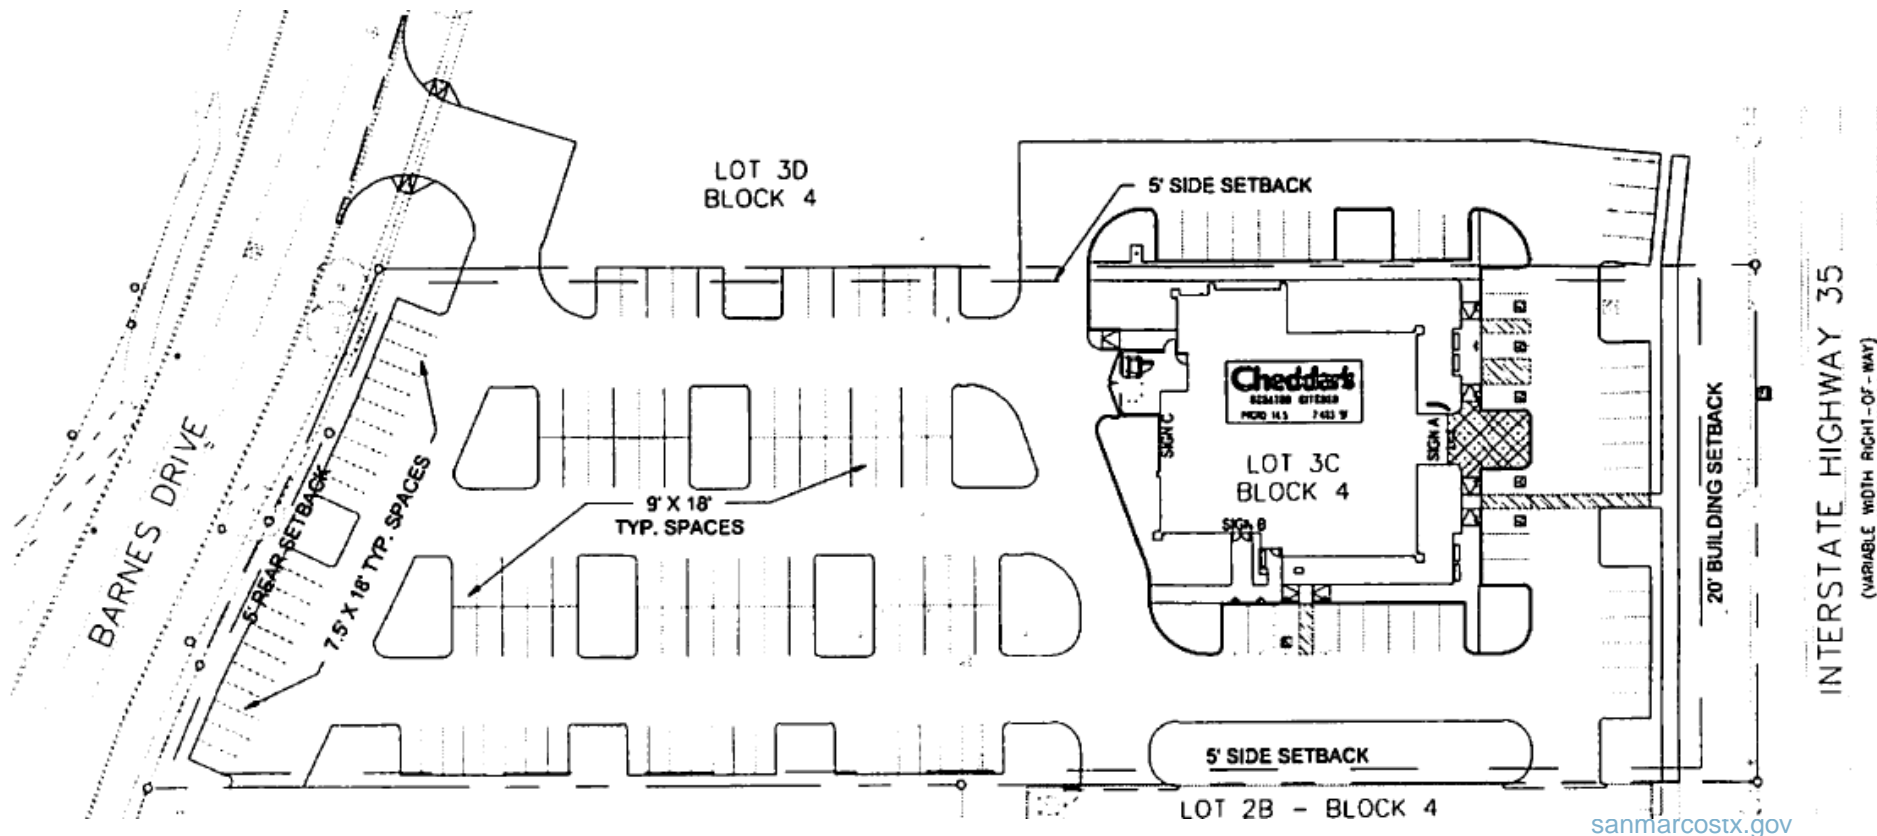 LOT 3D
BLOCK 4
5' SIDE SETBACK
INTERSTATE HIGHWAY 35
(VARIABLE WIDTH RIGHT-OF-WAY)
20' BUILDING SETBACK
BARNES DRIVE
5' REAR SETBACK
7.5' X 18' TYP. SPACES
9' X 18'
TYP. SPACES
Cheddar's
SIGN C
SIGN A
LOT 3C
BLOCK 4
SIGN B
5' SIDE SETBACK
LOT 2B - BLOCK 4
sanmarcostx.gov